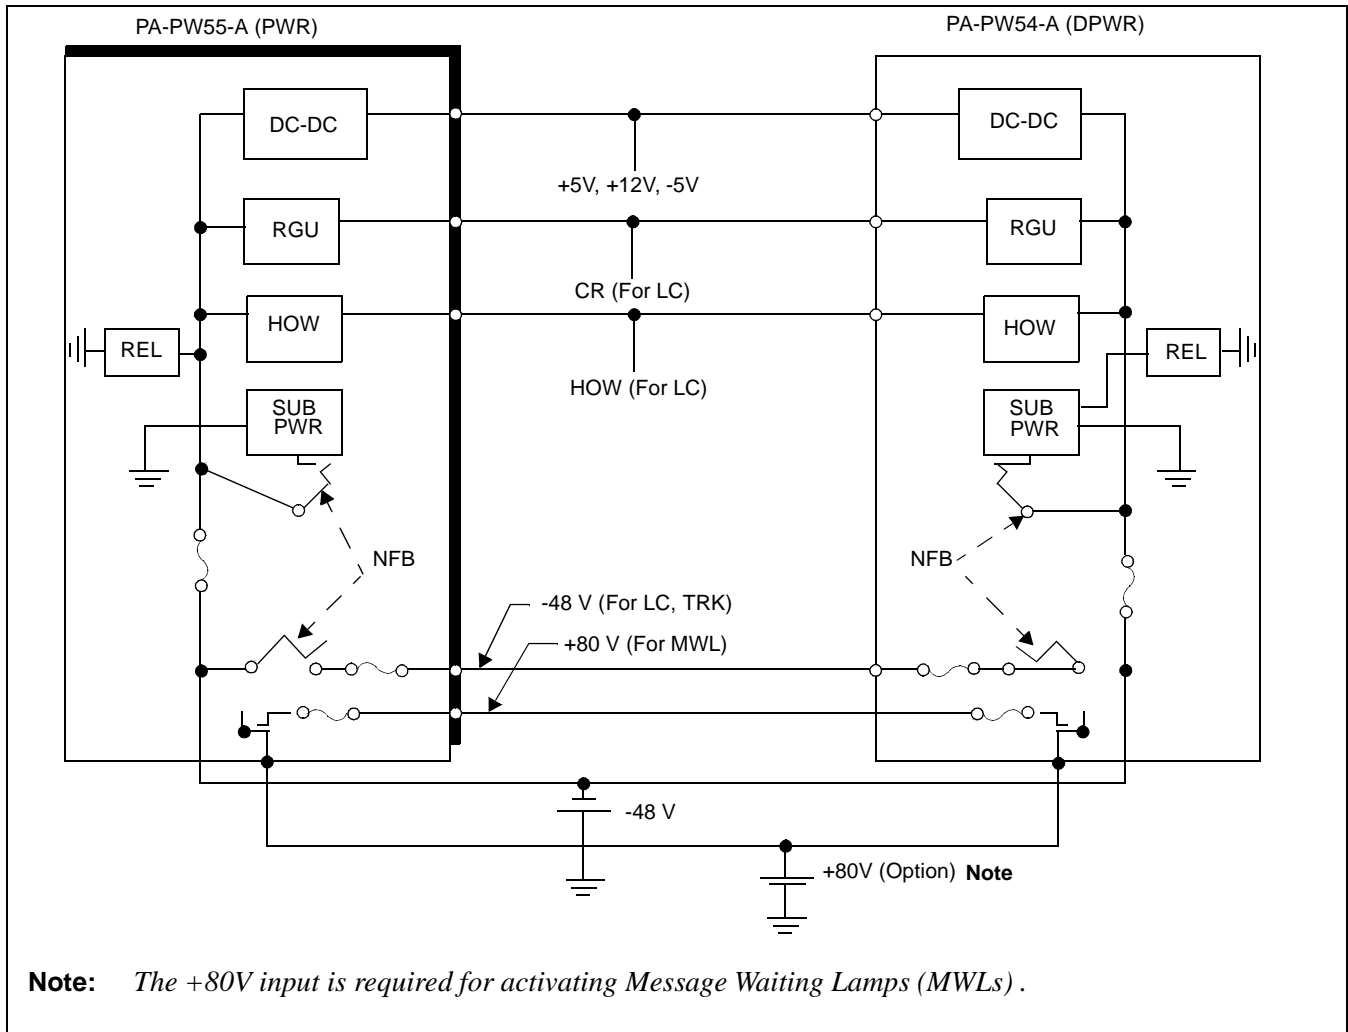 PA-PW55-A (PWR)
PA-PW54-A (DPWR)
DC-DC
DC-DC
+5V, +12V, -5V
RGU
RGU
CR (For LC)
HOW
HOW
REL
REL
HOW (For LC)
SUB
PWR
SUB
PWR
NFB
NFB
-48 V (For LC, TRK)
+80 V (For MWL)
-48 V
+80V (Option) Note
Note: The +80V input is required for activating Message Waiting Lamps (MWLs) .